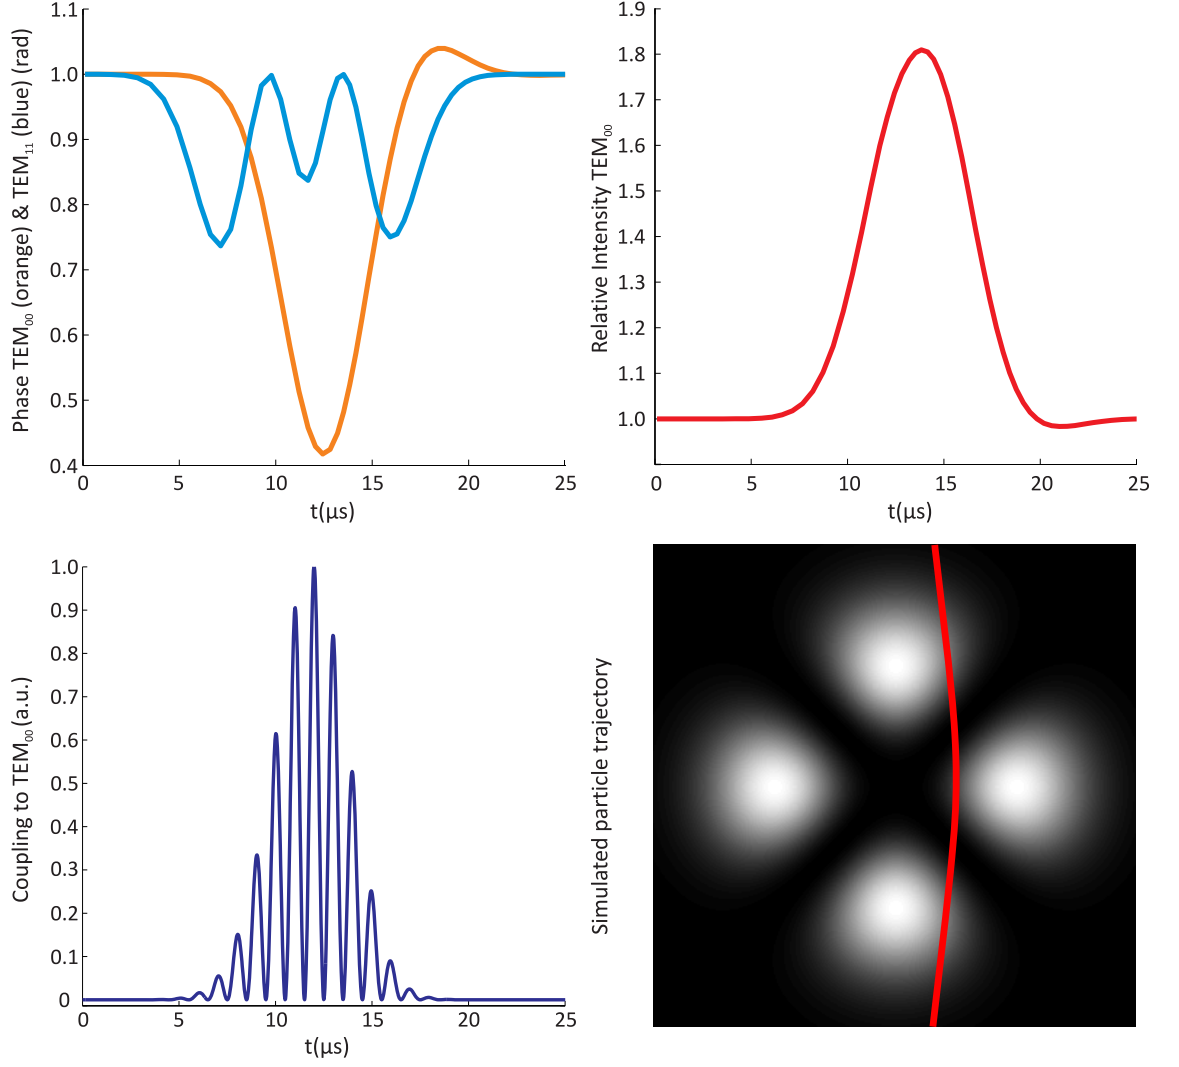 Phase TEM00 (orange) & TEM11 (blue) (rad)
1.1
1.0
0.9
0.8
0.7
0.6
0.5
0.4
0 5 10 15 20 25
t(μs)
Relative Intensity TEM00
1.9
1.8
1.7
1.6
1.5
1.4
1.3
1.2
1.1
1.0
0 5 10 15 20 25
t(μs)
Coupling to TEM00 (a.u.)
1.0
0.9
0.8
0.7
0.6
0.5
0.4
0.3
0.2
0.1
0
0 5 10 15 20 25
t(μs)
Simulated particle trajectory